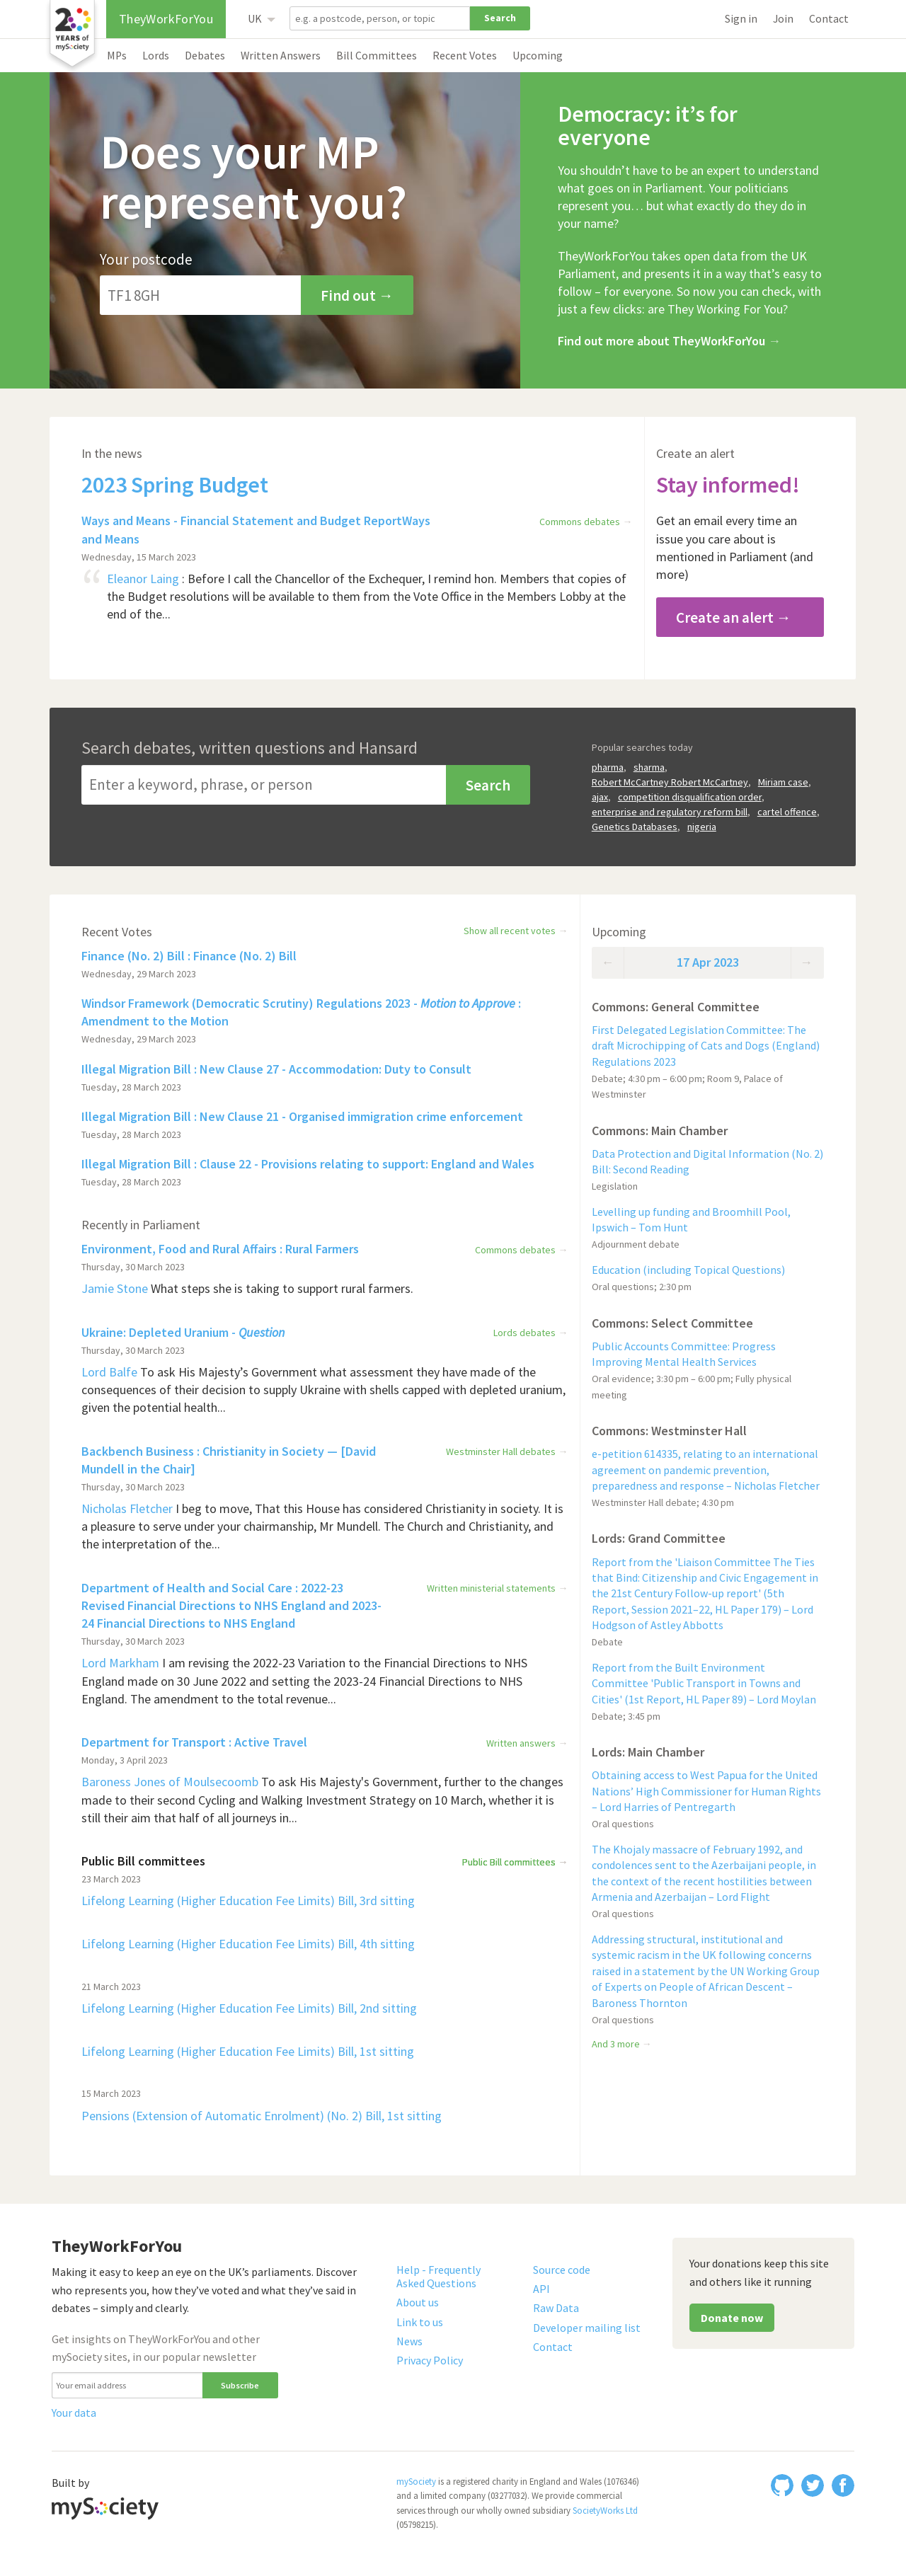 20
YEARS of
mySociety
TheyWorkForYou
UK
e.g. a postcode, person, or topic
Search
Sign in
Join
Contact
MPs
Lords
Debates
Written Answers
Bill Committees
Recent Votes
Upcoming
Does your MP
represent you?
Your postcode
TF1 8GH
Find out →
Democracy: it’s for
everyone
You shouldn’t have to be an expert to understand
what goes on in Parliament. Your politicians
represent you… but what exactly do they do in
your name?
TheyWorkForYou takes open data from the UK
Parliament, and presents it in a way that’s easy to
follow – for everyone. So now you can check, with
just a few clicks: are They Working For You?
Find out more about TheyWorkForYou →
In the news
2023 Spring Budget
Ways and Means - Financial Statement and Budget ReportWays
and Means
Commons debates →
Wednesday, 15 March 2023
“ Eleanor Laing : Before I call the Chancellor of the Exchequer, I remind hon. Members that copies of
the Budget resolutions will be available to them from the Vote Office in the Members Lobby at the
end of the...
Create an alert
Stay informed!
Get an email every time an
issue you care about is
mentioned in Parliament (and
more)
Create an alert →
Search debates, written questions and Hansard
Enter a keyword, phrase, or person
Search
Popular searches today
pharma, sharma,
Robert McCartney Robert McCartney, Miriam case,
ajax, competition disqualification order,
enterprise and regulatory reform bill, cartel offence,
Genetics Databases, nigeria
Recent Votes
Show all recent votes →
Finance (No. 2) Bill : Finance (No. 2) Bill
Wednesday, 29 March 2023
Windsor Framework (Democratic Scrutiny) Regulations 2023 - Motion to Approve :
Amendment to the Motion
Wednesday, 29 March 2023
Illegal Migration Bill : New Clause 27 - Accommodation: Duty to Consult
Tuesday, 28 March 2023
Illegal Migration Bill : New Clause 21 - Organised immigration crime enforcement
Tuesday, 28 March 2023
Illegal Migration Bill : Clause 22 - Provisions relating to support: England and Wales
Tuesday, 28 March 2023
Recently in Parliament
Environment, Food and Rural Affairs : Rural Farmers
Commons debates →
Thursday, 30 March 2023
Jamie Stone What steps she is taking to support rural farmers.
Ukraine: Depleted Uranium - Question
Lords debates →
Thursday, 30 March 2023
Lord Balfe To ask His Majesty’s Government what assessment they have made of the
consequences of their decision to supply Ukraine with shells capped with depleted uranium,
given the potential health...
Backbench Business : Christianity in Society — [David
Mundell in the Chair]
Westminster Hall debates →
Thursday, 30 March 2023
Nicholas Fletcher I beg to move, That this House has considered Christianity in society. It is
a pleasure to serve under your chairmanship, Mr Mundell. The Church and Christianity, and
the interpretation of the...
Department of Health and Social Care : 2022-23
Revised Financial Directions to NHS England and 2023-
24 Financial Directions to NHS England
Written ministerial statements →
Thursday, 30 March 2023
Lord Markham I am revising the 2022-23 Variation to the Financial Directions to NHS
England made on 30 June 2022 and setting the 2023-24 Financial Directions to NHS
England. The amendment to the total revenue...
Department for Transport : Active Travel
Written answers →
Monday, 3 April 2023
Baroness Jones of Moulsecoomb To ask His Majesty's Government, further to the changes
made to their second Cycling and Walking Investment Strategy on 10 March, whether it is
still their aim that half of all journeys in...
Public Bill committees
Public Bill committees →
23 March 2023
Lifelong Learning (Higher Education Fee Limits) Bill, 3rd sitting
Lifelong Learning (Higher Education Fee Limits) Bill, 4th sitting
21 March 2023
Lifelong Learning (Higher Education Fee Limits) Bill, 2nd sitting
Lifelong Learning (Higher Education Fee Limits) Bill, 1st sitting
15 March 2023
Pensions (Extension of Automatic Enrolment) (No. 2) Bill, 1st sitting
Upcoming
← 17 Apr 2023 →
Commons: General Committee
First Delegated Legislation Committee: The
draft Microchipping of Cats and Dogs (England)
Regulations 2023
Debate; 4:30 pm – 6:00 pm; Room 9, Palace of
Westminster
Commons: Main Chamber
Data Protection and Digital Information (No. 2)
Bill: Second Reading
Legislation
Levelling up funding and Broomhill Pool,
Ipswich – Tom Hunt
Adjournment debate
Education (including Topical Questions)
Oral questions; 2:30 pm
Commons: Select Committee
Public Accounts Committee: Progress
Improving Mental Health Services
Oral evidence; 3:30 pm – 6:00 pm; Fully physical
meeting
Commons: Westminster Hall
e-petition 614335, relating to an international
agreement on pandemic prevention,
preparedness and response – Nicholas Fletcher
Westminster Hall debate; 4:30 pm
Lords: Grand Committee
Report from the 'Liaison Committee The Ties
that Bind: Citizenship and Civic Engagement in
the 21st Century Follow-up report' (5th
Report, Session 2021–22, HL Paper 179) – Lord
Hodgson of Astley Abbotts
Debate
Report from the Built Environment
Committee 'Public Transport in Towns and
Cities' (1st Report, HL Paper 89) – Lord Moylan
Debate; 3:45 pm
Lords: Main Chamber
Obtaining access to West Papua for the United
Nations’ High Commissioner for Human Rights
– Lord Harries of Pentregarth
Oral questions
The Khojaly massacre of February 1992, and
condolences sent to the Azerbaijani people, in
the context of the recent hostilities between
Armenia and Azerbaijan – Lord Flight
Oral questions
Addressing structural, institutional and
systemic racism in the UK following concerns
raised in a statement by the UN Working Group
of Experts on People of African Descent –
Baroness Thornton
Oral questions
And 3 more →
TheyWorkForYou
Making it easy to keep an eye on the UK’s parliaments. Discover
who represents you, how they’ve voted and what they’ve said in
debates – simply and clearly.
Get insights on TheyWorkForYou and other
mySociety sites, in our popular newsletter
Your email address
Subscribe
Your data
Help - Frequently
Asked Questions
About us
Link to us
News
Privacy Policy
Source code
API
Raw Data
Developer mailing list
Contact
Your donations keep this site
and others like it running
Donate now
Built by
mySociety
mySociety is a registered charity in England and Wales (1076346)
and a limited company (03277032). We provide commercial
services through our wholly owned subsidiary SocietyWorks Ltd
(05798215).